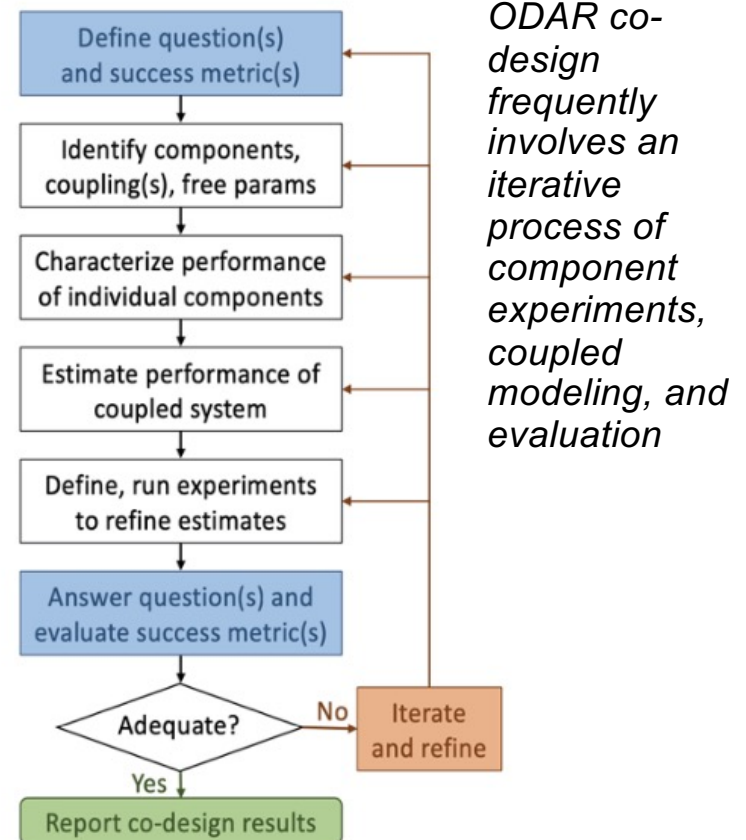 Define question(s)
and success metric(s)
Identify components,
coupling(s), free params
Characterize performance
of individual components
Estimate performance of
coupled system
Define, run experiments
to refine estimates
Answer question(s) and
evaluate success metric(s)
Adequate?
No
Iterate
and refine
Yes
Report co-design results
ODAR co-
design
frequently
involves an
iterative
process of
component
experiments,
coupled
modeling, and
evaluation